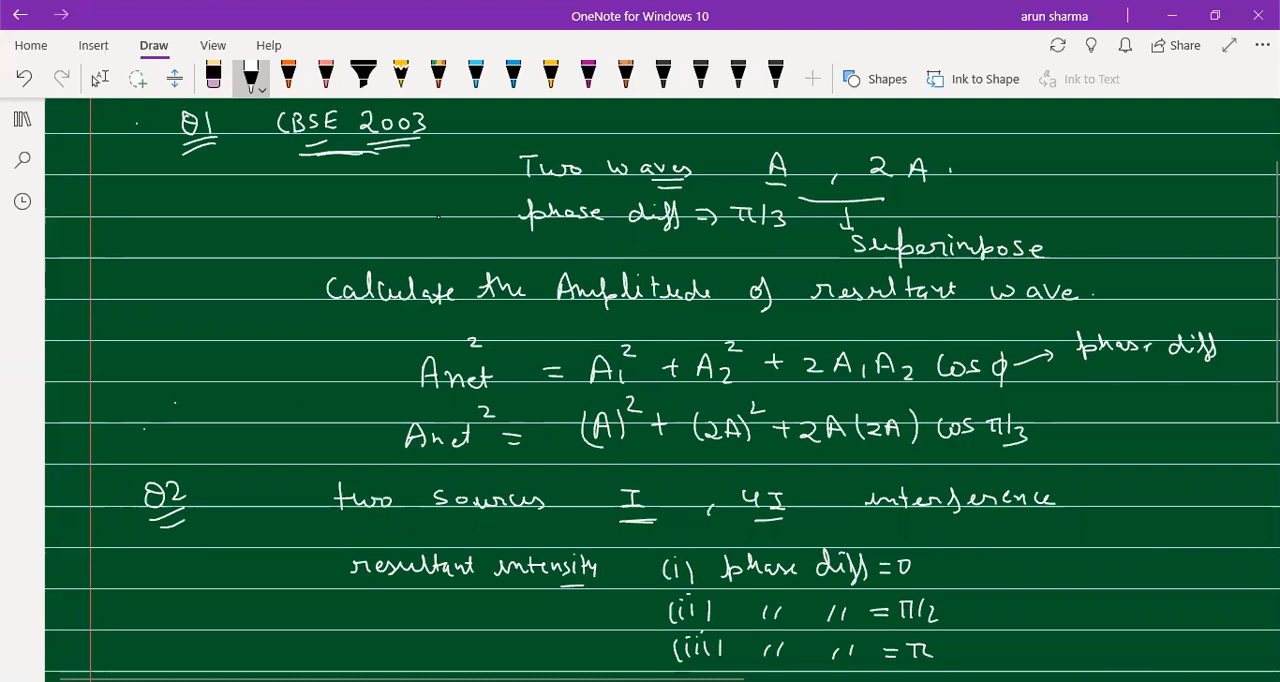 OneNote for Windows 10
arun sharma
Home Insert Draw View Help
Share
Shapes Ink to Shape Ink to Text
Q1 CBSE 2003
Two waves A , 2A.
phase diff ⇒ π/3
superimpose
Calculate the Amplitude of resultant wave.
Anet² = A₁² + A₂² + 2A₁A₂ cos ϕ → phase diff
Anet² = (A)² + (2A)² + 2A(2A) cos π/3
Q2 two sources I , 4I interference
resultant intensity (i) phase diff = 0
(ii) " " = π/2
(iii) " " = π